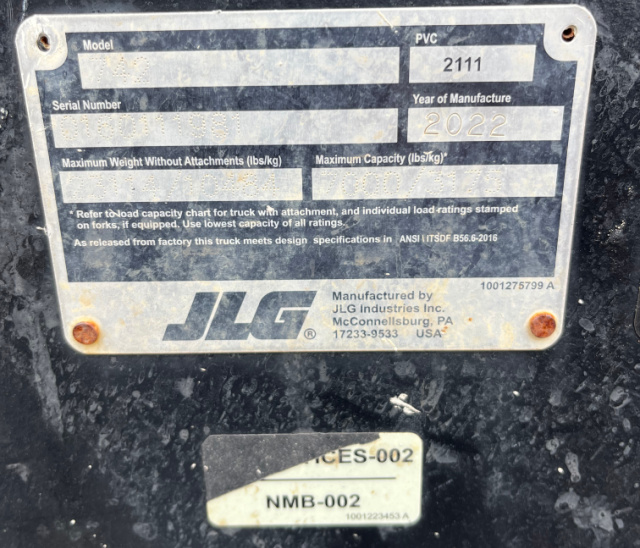 Model
PVC
742
2111
Serial Number
Year of Manufacture
2022
Maximum Weight Without Attachments (lbs/kg)
Maximum Capacity (lbs/kg)*
* Refer to load capacity chart for truck with attachment, and individual load ratings stamped
on forks, if equipped. Use lowest capacity of all ratings.
As released from factory this truck meets design specifications in ANSI / ITSDF B56.6-2016
1001275799 A
JLG®
Manufactured by
JLG Industries Inc.
McConnellsburg, PA
17233-9533 USA
ICES-002
NMB-002
1001223453 A